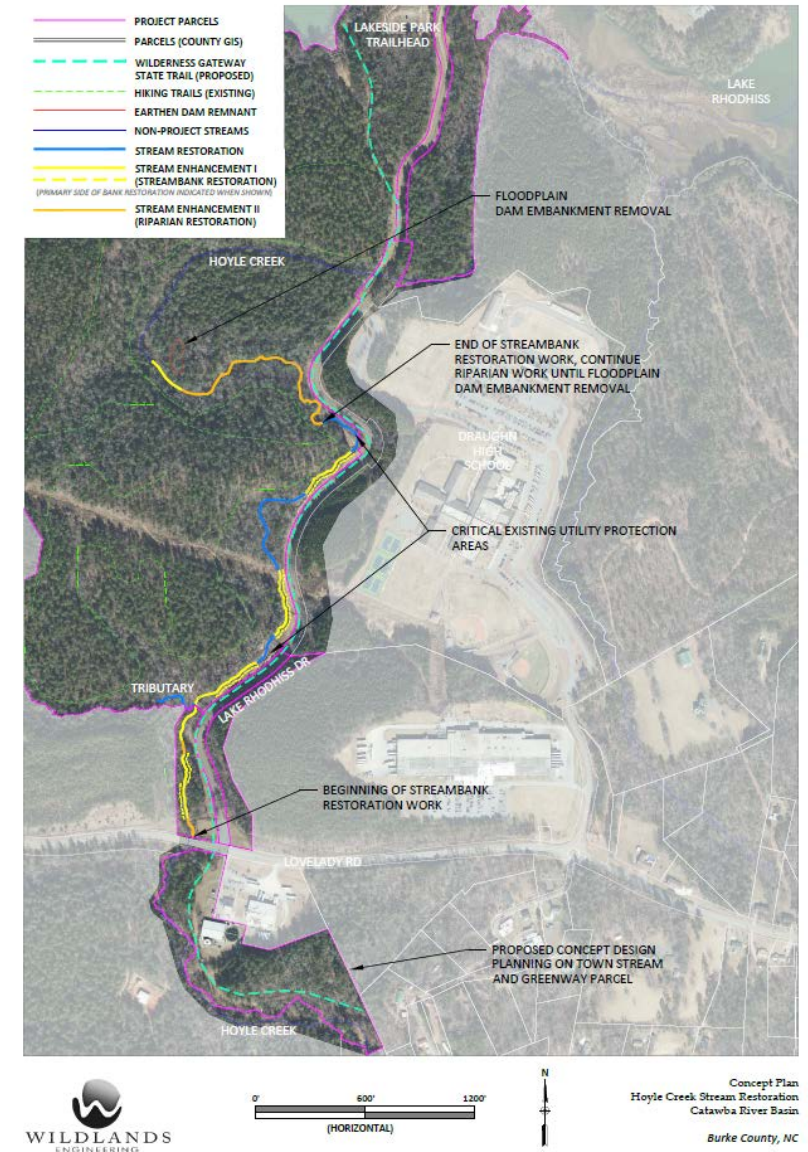 PROJECT PARCELS
PARCELS (COUNTY GIS)
WILDERNESS GATEWAY
STATE TRAIL (PROPOSED)
HIKING TRAILS (EXISTING)
EARTHEN DAM REMNANT
NON-PROJECT STREAMS
STREAM RESTORATION
STREAM ENHANCEMENT I
(STREAMBANK RESTORATION)
(PRIMARY SIDE OF BANK RESTORATION INDICATED WHEN SHOWN)
STREAM ENHANCEMENT II
(RIPARIAN RESTORATION)
LAKESIDE PARK
TRAILHEAD
LAKE
RHODHISS
FLOODPLAIN
DAM EMBANKMENT REMOVAL
HOYLE CREEK
END OF STREAMBANK
RESTORATION WORK, CONTINUE
RIPARIAN WORK UNTIL FLOODPLAIN
DAM EMBANKMENT REMOVAL
DRAUGHN
HIGH
SCHOOL
CRITICAL EXISTING UTILITY PROTECTION
AREAS
TRIBUTARY
LAKE RHODHISS DR
BEGINNING OF STREAMBANK
RESTORATION WORK
LOVELADY RD
PROPOSED CONCEPT DESIGN
PLANNING ON TOWN STREAM
AND GREENWAY PARCEL
HOYLE CREEK
WILDLANDS
ENGINEERING
0'
600'
1200'
(HORIZONTAL)
N
Concept Plan
Hoyle Creek Stream Restoration
Catawba River Basin
Burke County, NC